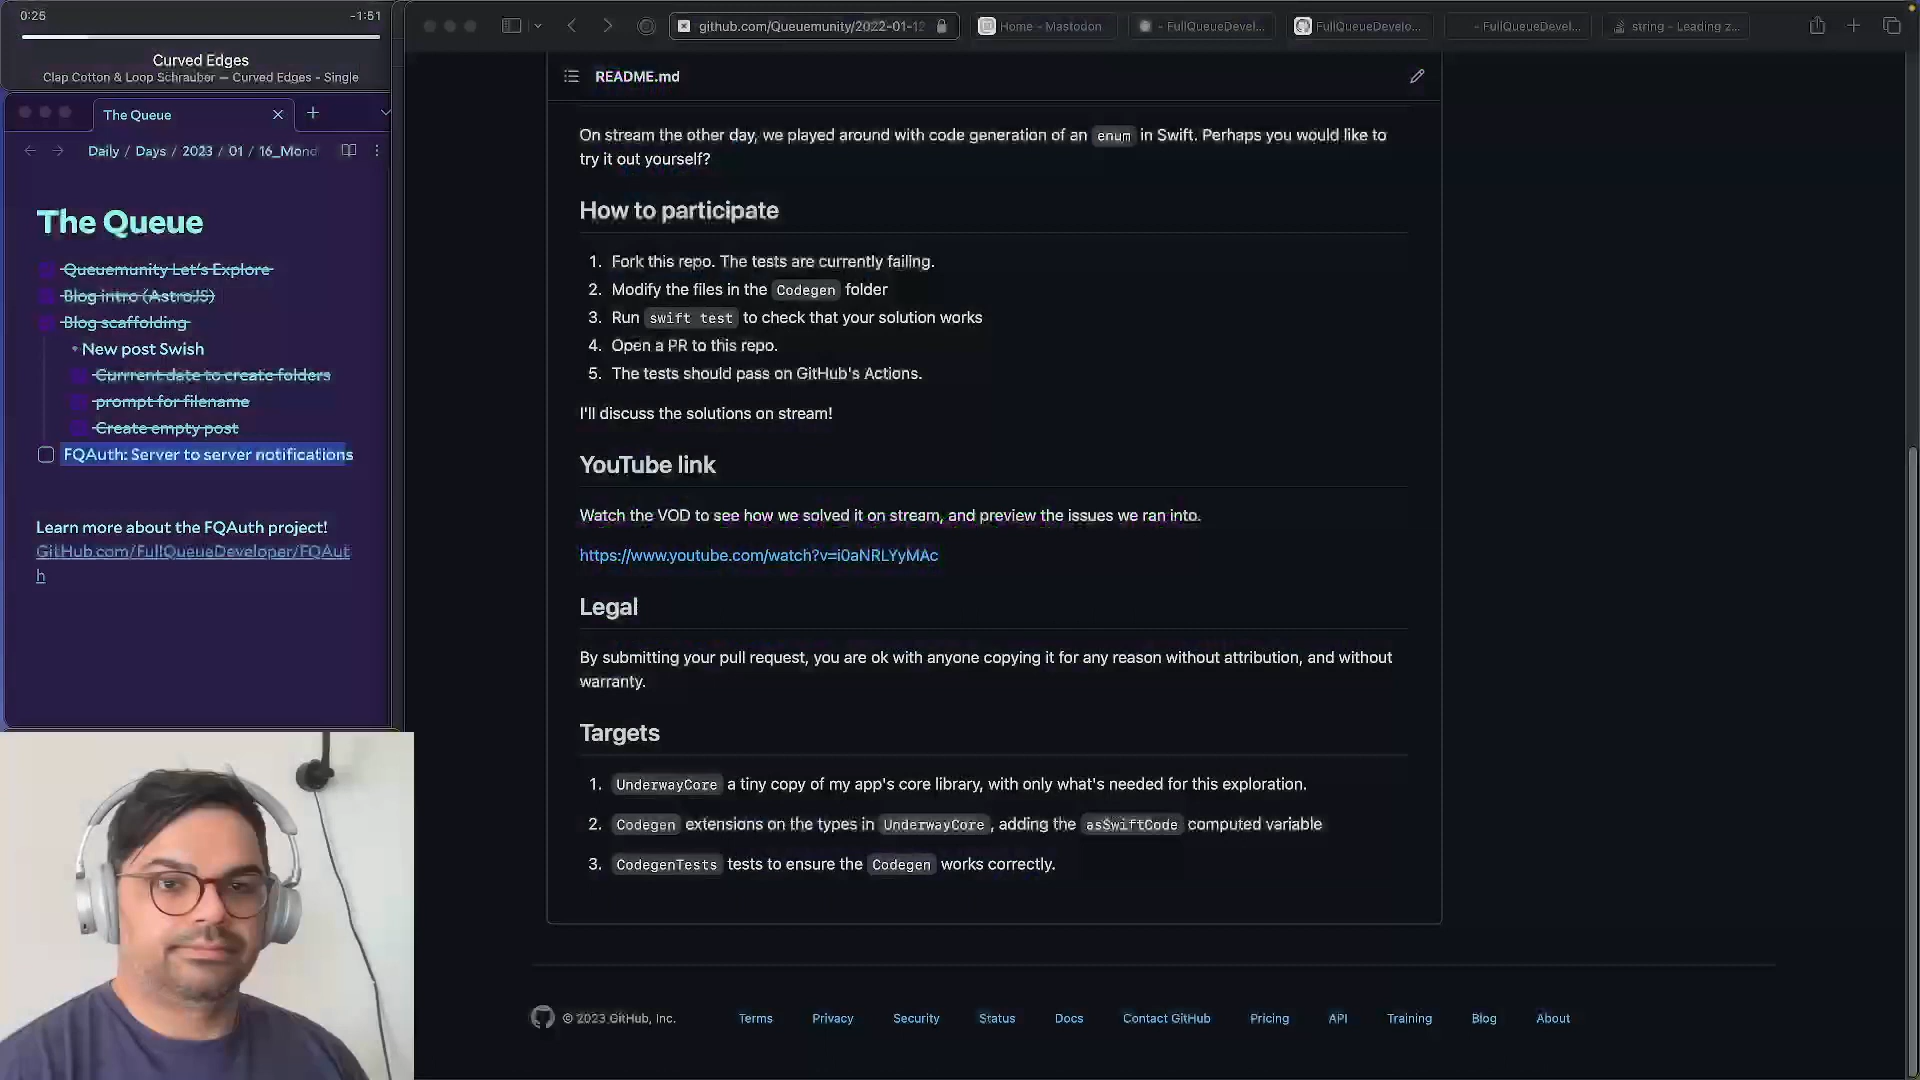 0:25
-1:51
Curved Edges
Clap Cotton & Loop Schrauber — Curved Edges - Single
The Queue
Daily / Days / 2023 / 01 / 16_Mond
The Queue
Queuemunity Let's Explore
Blog intro (AstroJS)
Blog scaffolding
New post Swish
Currrent date to create folders
prompt for filename
Create empty post
FQAuth: Server to server notifications
Learn more about the FQAuth project!
GitHub.com/FullQueueDeveloper/FQAut
h
github.com/Queuemunity/2022-01-12
Home - Mastodon
- FullQueueDevel...
FullQueueDevelo...
- FullQueueDevel...
string - Leading z...
README.md
On stream the other day, we played around with code generation of an enum in Swift. Perhaps you would like to
try it out yourself?
How to participate
1. Fork this repo. The tests are currently failing.
2. Modify the files in the Codegen folder
3. Run swift test to check that your solution works
4. Open a PR to this repo.
5. The tests should pass on GitHub's Actions.
I'll discuss the solutions on stream!
YouTube link
Watch the VOD to see how we solved it on stream, and preview the issues we ran into.
https://www.youtube.com/watch?v=i0aNRLYyMAc
Legal
By submitting your pull request, you are ok with anyone copying it for any reason without attribution, and without
warranty.
Targets
1. UnderwayCore a tiny copy of my app's core library, with only what's needed for this exploration.
2. Codegen extensions on the types in UnderwayCore, adding the asSwiftCode computed variable
3. CodegenTests tests to ensure the Codegen works correctly.
© 2023 GitHub, Inc.
Terms
Privacy
Security
Status
Docs
Contact GitHub
Pricing
API
Training
Blog
About